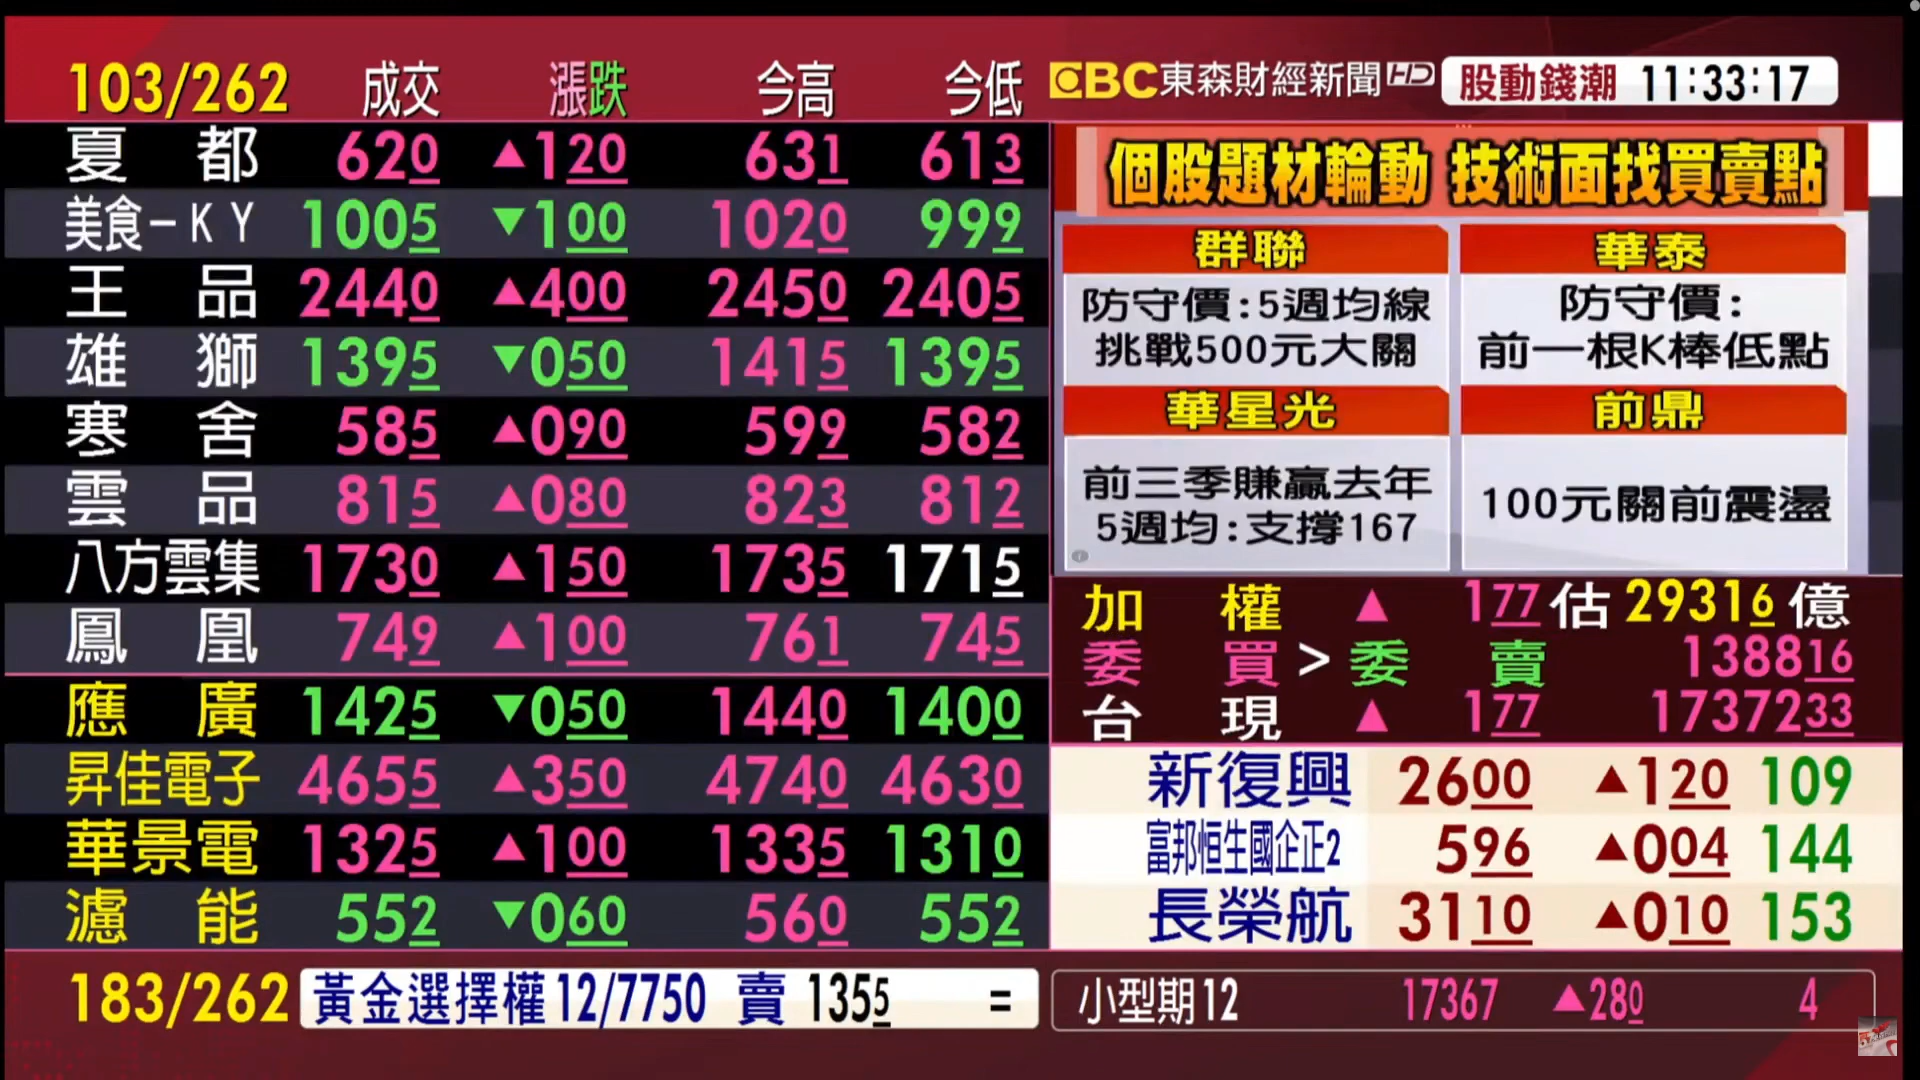 103/262 成交 漲跌 今高 今低
夏都 620 ▲120 631 613
美食-KY 1005 ▼100 1020 999
王品 2440 ▲400 2450 2405
雄獅 1395 ▼050 1415 1395
寒舍 585 ▲090 599 582
雲品 815 ▲080 823 812
八方雲集 1730 ▲150 1735 1715
鳳凰 749 ▲100 761 745
應廣 1425 ▼050 1440 1400
昇佳電子 4655 ▲350 4740 4630
華景電 1325 ▲100 1335 1310
濾能 552 ▼060 560 552
183/262 黃金選擇權12/7750 賣 1355 =
EBC東森財經新聞HD 股動錢潮 11:33:17
個股題材輪動 技術面找買賣點
群聯
防守價:5週均線
挑戰500元大關
華泰
防守價:
前一根K棒低點
華星光
前三季賺贏去年
5週均:支撐167
前鼎
100元關前震盪
加權 ▲ 177 估 29316 億
委買>委賣 138816
台現 ▲ 177 1737233
新復興 2600 ▲120 109
富邦恒生國企正2 596 ▲004 144
長榮航 3110 ▲010 153
小型期12 17367 ▲280 4